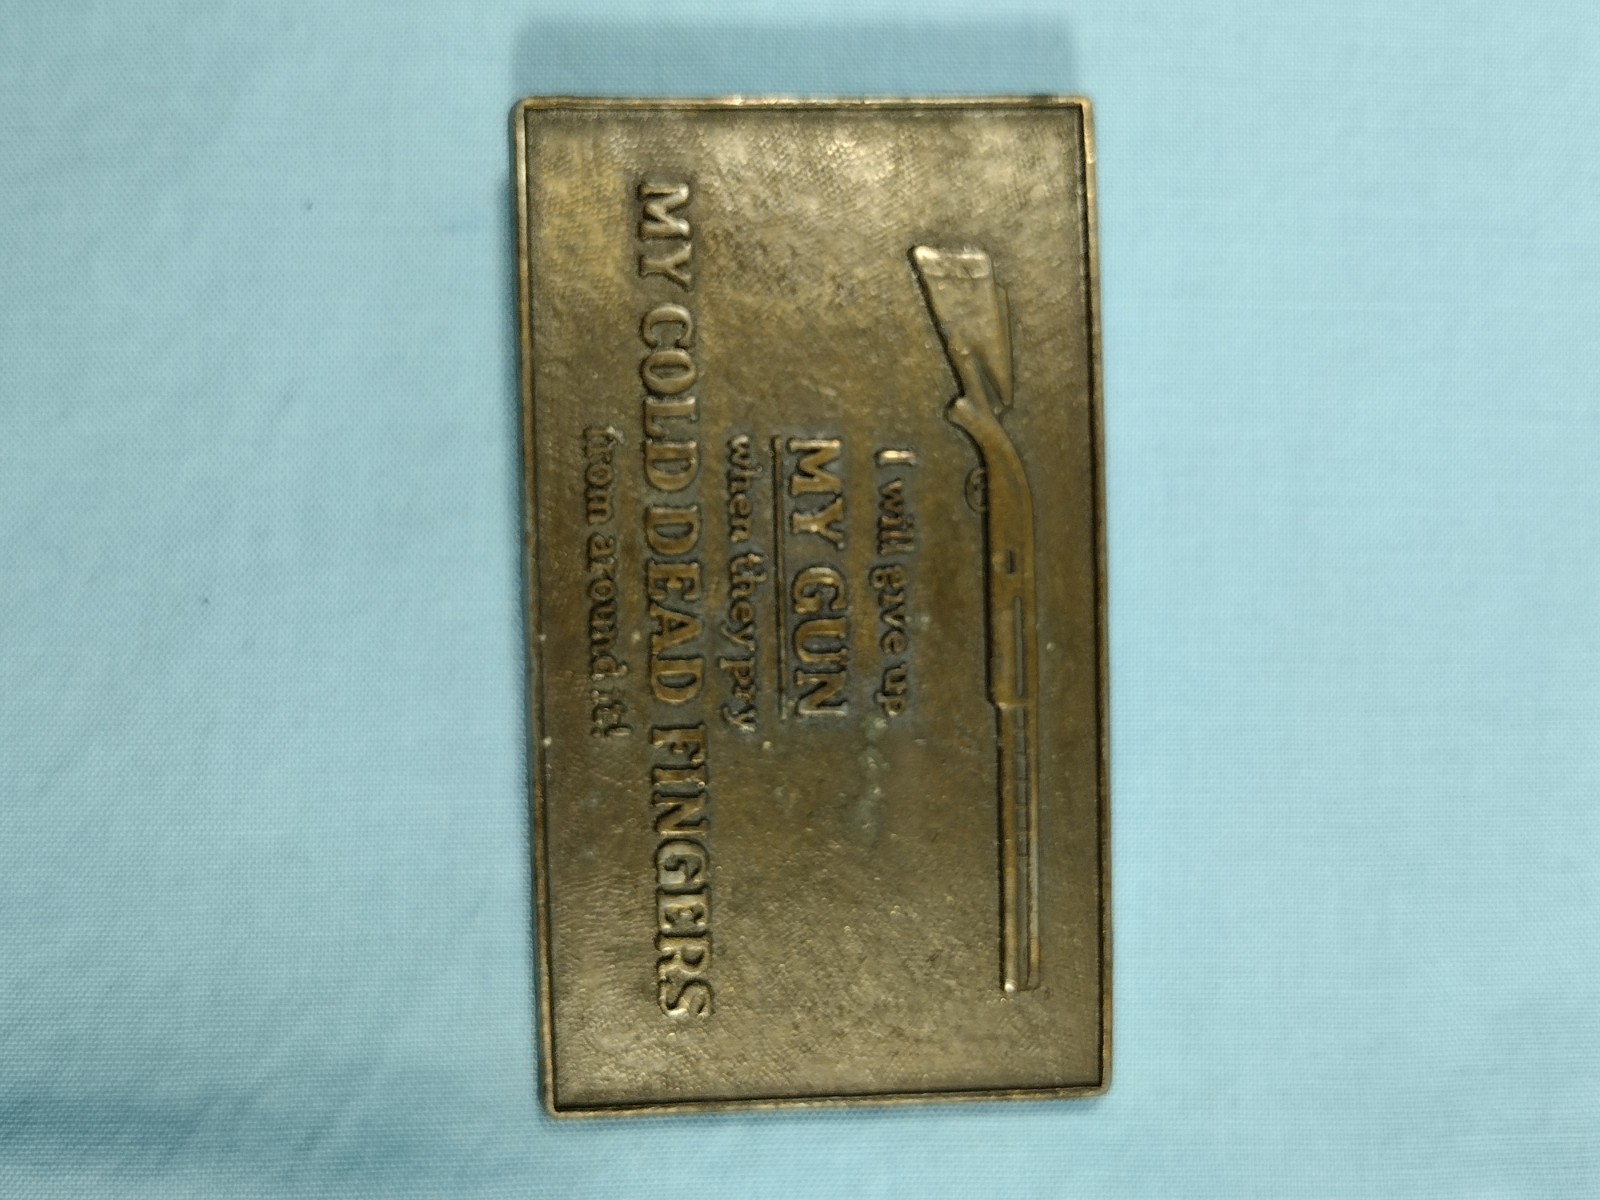 I will give up
MY GUN
when they pry
MY COLD DEAD FINGERS
from around it!